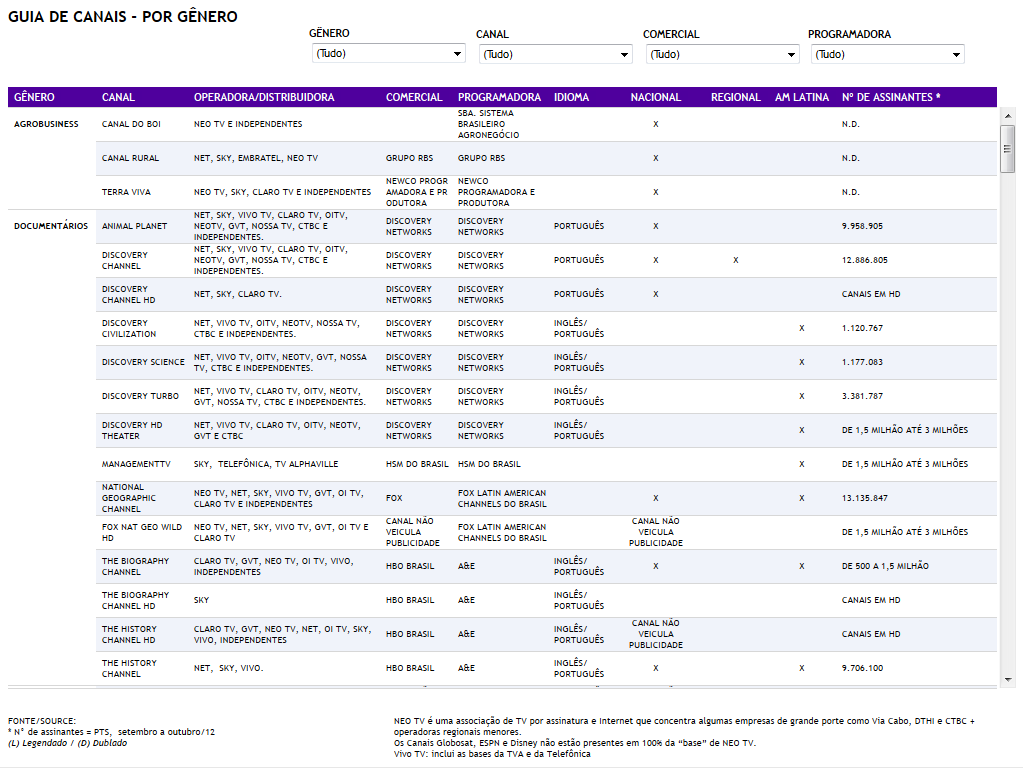 GUIA DE CANAIS - POR GÊNERO
GÊNERO CANAL COMERCIAL PROGRAMADORA
(Tudo) (Tudo) (Tudo) (Tudo)
GÊNERO CANAL OPERADORA/DISTRIBUIDORA COMERCIAL PROGRAMADORA IDIOMA NACIONAL REGIONAL AM LATINA Nº DE ASSINANTES *
SBA. SISTEMA
AGROBUSINESS CANAL DO BOI NEO TV E INDEPENDENTES BRASILEIRO X N.D.
AGRONEGÓCIO
CANAL RURAL NET, SKY, EMBRATEL, NEO TV GRUPO RBS GRUPO RBS X N.D.
NEWCO PROGR NEWCO
TERRA VIVA NEO TV, SKY, CLARO TV E INDEPENDENTES AMADORA E PR PROGRAMADORA E X N.D.
ODUTORA PRODUTORA
NET, SKY, VIVO TV, CLARO TV, OITV, DISCOVERY DISCOVERY
DOCUMENTÁRIOS ANIMAL PLANET NEOTV, GVT, NOSSA TV, CTBC E NETWORKS NETWORKS PORTUGUÊS X 9.958.905
INDEPENDENTES.
DISCOVERY NET, SKY, VIVO TV, CLARO TV, OITV, DISCOVERY DISCOVERY
CHANNEL NEOTV, GVT, NOSSA TV, CTBC E NETWORKS NETWORKS PORTUGUÊS X X 12.886.805
INDEPENDENTES.
DISCOVERY DISCOVERY DISCOVERY
CHANNEL HD NET, SKY, CLARO TV. NETWORKS NETWORKS PORTUGUÊS X CANAIS EM HD
DISCOVERY NET, VIVO TV, OITV, NEOTV, NOSSA TV, DISCOVERY DISCOVERY INGLÊS/
CIVILIZATION CTBC E INDEPENDENTES. NETWORKS NETWORKS PORTUGUÊS X 1.120.767
DISCOVERY SCIENCE NET, VIVO TV, OITV, NEOTV, GVT, NOSSA DISCOVERY DISCOVERY INGLÊS/
TV, CTBC E INDEPENDENTES. NETWORKS NETWORKS PORTUGUÊS X 1.177.083
DISCOVERY TURBO NET, VIVO TV, CLARO TV, OITV, NEOTV, DISCOVERY DISCOVERY INGLÊS/
GVT, NOSSA TV, CTBC E INDEPENDENTES. NETWORKS NETWORKS PORTUGUÊS X 3.381.787
DISCOVERY HD NET, VIVO TV, CLARO TV, OITV, NEOTV, DISCOVERY DISCOVERY INGLÊS/
THEATER GVT E CTBC NETWORKS NETWORKS PORTUGUÊS X DE 1,5 MILHÃO ATÉ 3 MILHÕES
MANAGEMENTTV SKY, TELEFÔNICA, TV ALPHAVILLE HSM DO BRASIL HSM DO BRASIL X DE 1,5 MILHÃO ATÉ 3 MILHÕES
NATIONAL
GEOGRAPHIC NEO TV, NET, SKY, VIVO TV, GVT, OI TV, FOX FOX LATIN AMERICAN X X 13.135.847
CHANNEL CLARO TV E INDEPENDENTES CHANNELS DO BRASIL
FOX NAT GEO WILD NEO TV, NET, SKY, VIVO TV, GVT, OI TV E CANAL NÃO FOX LATIN AMERICAN CANAL NÃO
HD CLARO TV VEICULA CHANNELS DO BRASIL VEICULA DE 1,5 MILHÃO ATÉ 3 MILHÕES
PUBLICIDADE PUBLICIDADE
THE BIOGRAPHY CLARO TV, GVT, NEO TV, OI TV, VIVO, HBO BRASIL A&E INGLÊS/ X X DE 500 A 1,5 MILHÃO
CHANNEL INDEPENDENTES PORTUGUÊS
THE BIOGRAPHY SKY HBO BRASIL A&E INGLÊS/ CANAIS EM HD
CHANNEL HD PORTUGUÊS
THE HISTORY CLARO TV, GVT, NEO TV, NET, OI TV, SKY, HBO BRASIL A&E INGLÊS/ CANAL NÃO CANAIS EM HD
CHANNEL HD VIVO, INDEPENDENTES PORTUGUÊS VEICULA
PUBLICIDADE
THE HISTORY NET, SKY, VIVO. HBO BRASIL A&E INGLÊS/ X X 9.706.100
CHANNEL PORTUGUÊS
FONTE/SOURCE:
* N° de assinantes = PTS, setembro a outubro/12
(L) Legendado / (D) Dublado
NEO TV é uma associação de TV por assinatura e Internet que concentra algumas empresas de grande porte como Via Cabo, DTHI e CTBC +
operadoras regionais menores.
Os Canais Globosat, ESPN e Disney não estão presentes em 100% da “base” de NEO TV.
Vivo TV: inclui as bases da TVA e da Telefônica